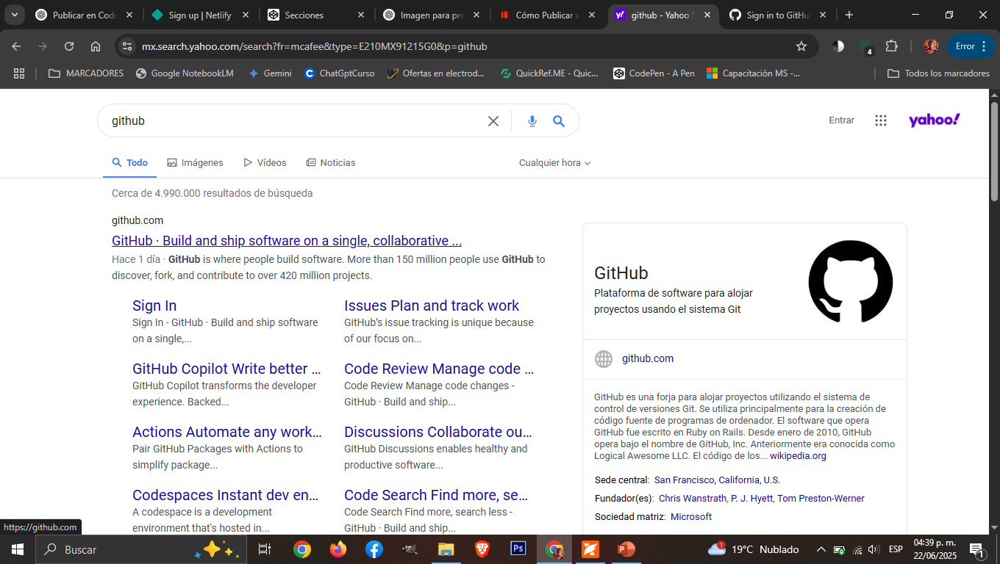 Publicar en Code
Sign up | Netlify
Secciones
Imagen para pre
Cómo Publicar u
github - Yahoo S
Sign in to GitHu
mx.search.yahoo.com/search?fr=mcafee&type=E210MX91215G0&p=github
4
Error
MARCADORES
Google NotebookLM
Gemini
ChatGptCurso
Ofertas en electrod...
QuickRef.ME - Quic...
CodePen - A Pen
Capacitación MS -...
Todos los marcadores
github
Entrar
yahoo!
Todo
Imágenes
Vídeos
Noticias
Cualquier hora
Cerca de 4.990.000 resultados de búsqueda
github.com
GitHub · Build and ship software on a single, collaborative ...
Hace 1 día · GitHub is where people build software. More than 150 million people use GitHub to
discover, fork, and contribute to over 420 million projects.
Sign In
Sign In - GitHub · Build and ship software
on a single,...
Issues Plan and track work
GitHub’s issue tracking is unique because
of our focus on...
GitHub Copilot Write better ...
GitHub Copilot transforms the developer
experience. Backed...
Code Review Manage code ...
Code Review Manage code changes -
GitHub · Build and ship...
Actions Automate any work...
Pair GitHub Packages with Actions to
simplify package...
Discussions Collaborate ou...
GitHub Discussions enables healthy and
productive software...
Codespaces Instant dev en...
A codespace is a development
environment that's hosted in...
Code Search Find more, se...
Code Search Find more, search less -
GitHub · Build and ship...
GitHub
Plataforma de software para alojar
proyectos usando el sistema Git
github.com
GitHub es una forja para alojar proyectos utilizando el sistema de
control de versiones Git. Se utiliza principalmente para la creación de
código fuente de programas de ordenador. El software que opera
GitHub fue escrito en Ruby on Rails. Desde enero de 2010, GitHub
opera bajo el nombre de GitHub, Inc. Anteriormente era conocida como
Logical Awesome LLC. El código de los... wikipedia.org
Sede central: San Francisco, California, U.S.
Fundador(es): Chris Wanstrath, P. J. Hyett, Tom Preston-Werner
Sociedad matriz: Microsoft
https://github.com
Buscar
Ps
P
1
19°C Nublado
ESP
04:39 p. m.
22/06/2025
1